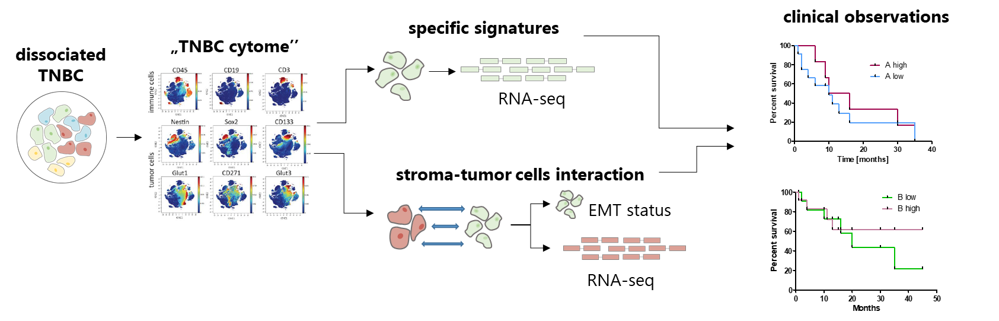 dissociated
TNBC
„TNBC cytome”
immune cells
CD45
CD19
CD3
Nestin
Sox2
CD133
tumor cells
Glut1
CD271
Glut3
specific signatures
RNA-seq
stroma-tumor cells interaction
EMT status
RNA-seq
clinical observations
Percent survival
100
80
60
40
20
0
0 10 20 30 40
Time [months]
A high
A low
Percent survival
100
80
60
40
20
0
0 10 20 30 40 50
Months
B low
B high